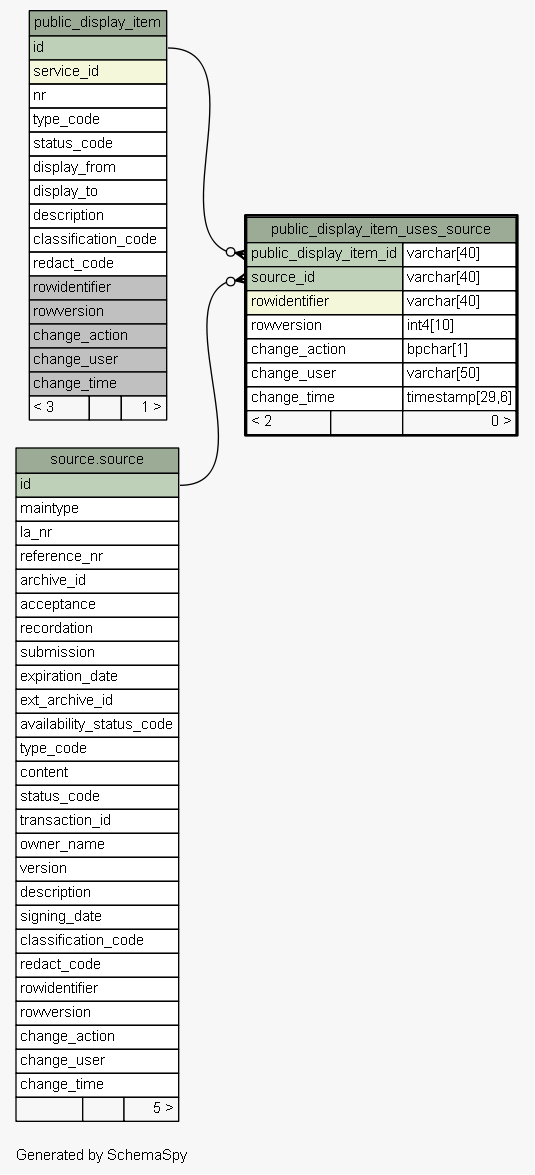 public_display_item
id
service_id
nr
type_code
status_code
display_from
display_to
description
classification_code
redact_code
rowidentifier
rowversion
change_action
change_user
change_time
< 3 1 >
public_display_item_uses_source
public_display_item_id varchar[40]
source_id varchar[40]
rowidentifier varchar[40]
rowversion int4[10]
change_action bpchar[1]
change_user varchar[50]
change_time timestamp[29,6]
< 2 0 >
source.source
id
maintype
la_nr
reference_nr
archive_id
acceptance
recordation
submission
expiration_date
ext_archive_id
availability_status_code
type_code
content
status_code
transaction_id
owner_name
version
description
signing_date
classification_code
redact_code
rowidentifier
rowversion
change_action
change_user
change_time
5 >
Generated by SchemaSpy